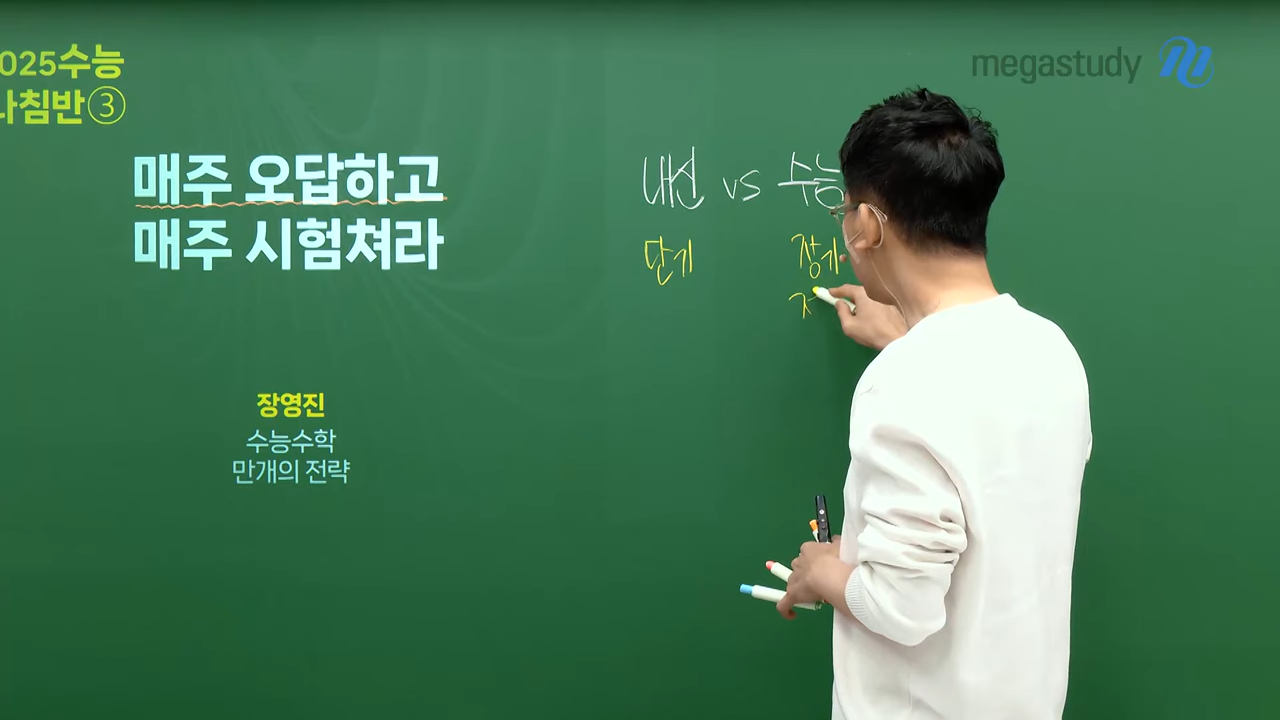 025수능
나침반③
megastudy
매주 오답하고
매주 시험쳐라
내신 vs 수능
단기 장기
장영진
수능수학
만개의 전략